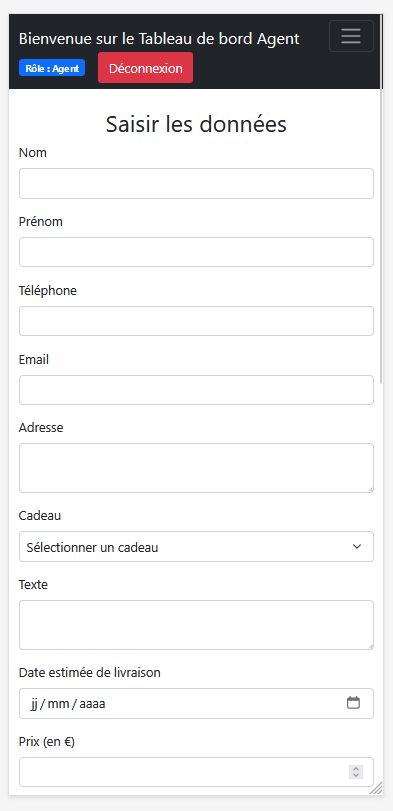 Bienvenue sur le Tableau de bord Agent
Rôle : Agent Déconnexion
Saisir les données
Nom
Prénom
Téléphone
Email
Adresse
Cadeau
Sélectionner un cadeau
Texte
Date estimée de livraison
jj / mm / aaaa
Prix (en €)